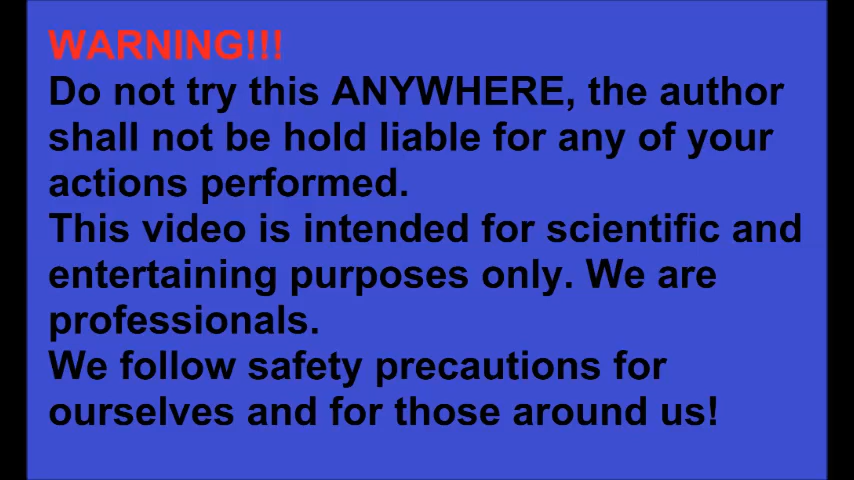 WARNING!!!
Do not try this ANYWHERE, the author
shall not be hold liable for any of your
actions performed.
This video is intended for scientific and
entertaining purposes only. We are
professionals.
We follow safety precautions for
ourselves and for those around us!